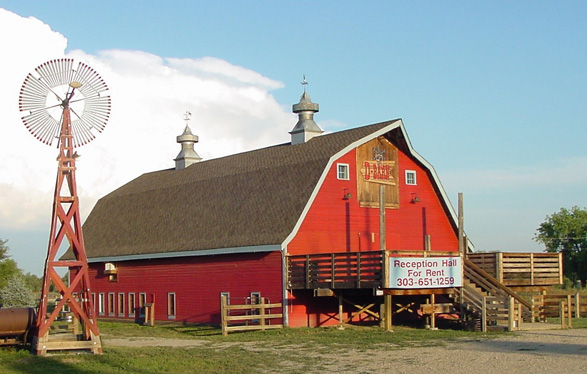 Reception Hall
For Rent
303-651-1259